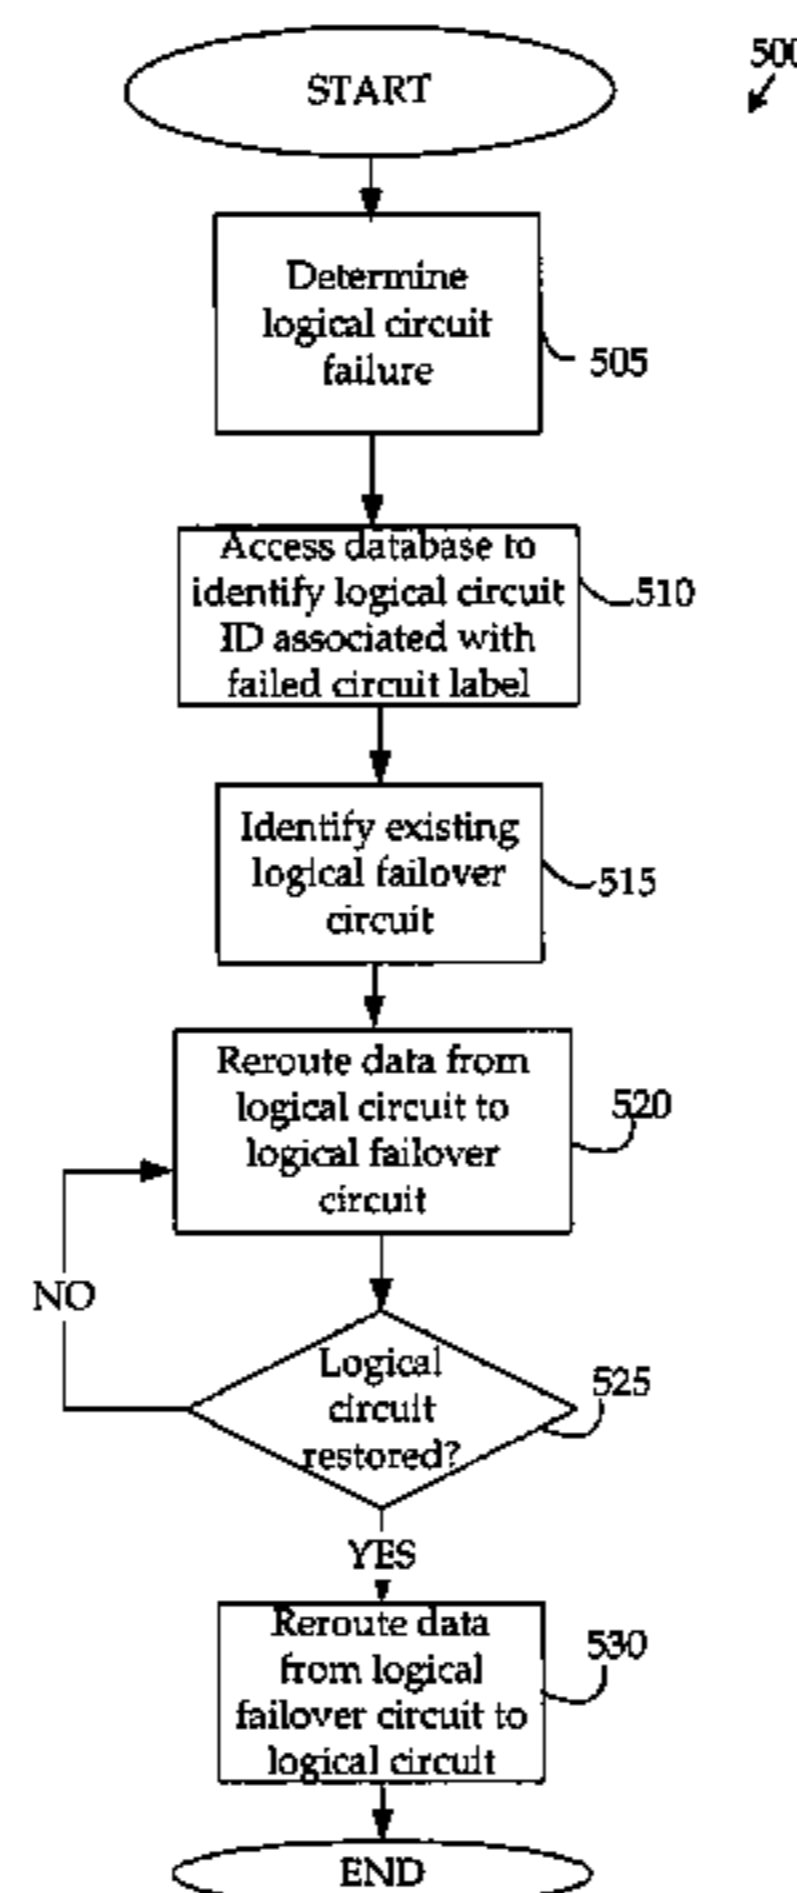 START
500
Determine
logical circuit
failure
505
Access database to
identify logical circuit
ID associated with
failed circuit label
510
Identify existing
logical failover
circuit
515
Reroute data from
logical circuit to
logical failover
circuit
520
NO
Logical
circuit
restored?
525
YES
Reroute data
from logical
failover circuit to
logical circuit
530
END